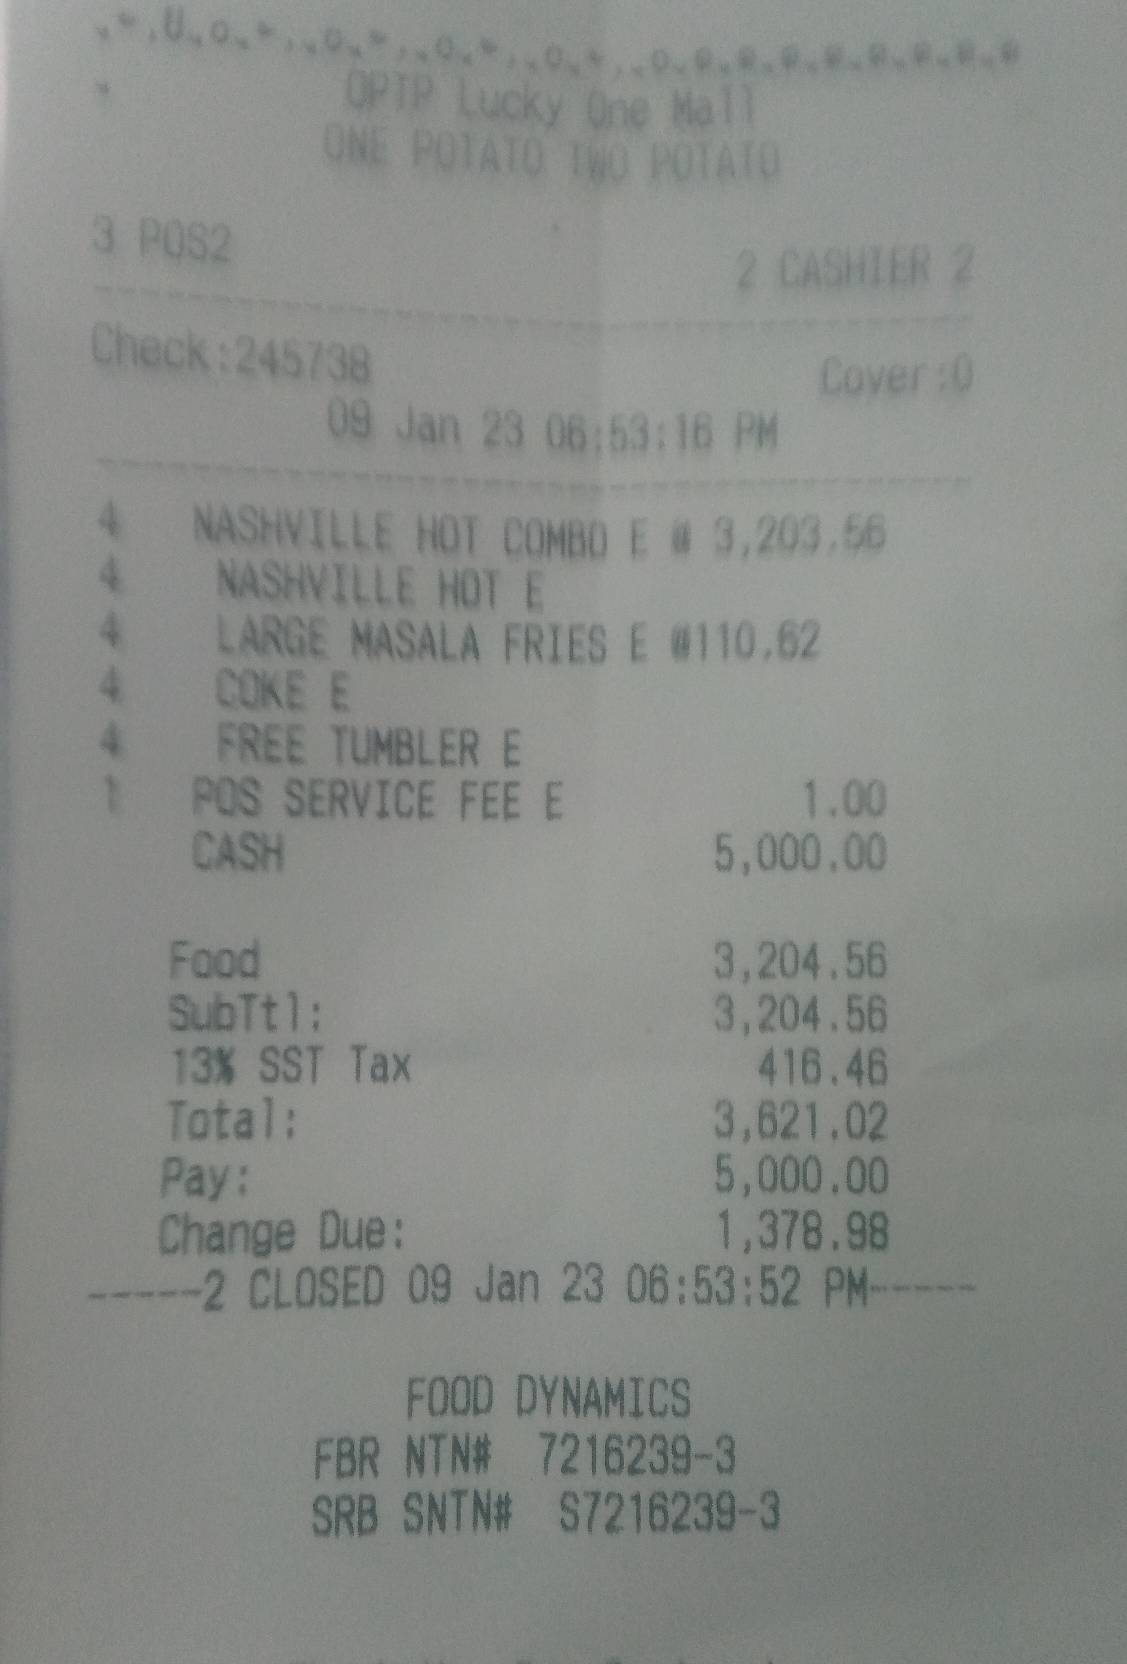 OPTP Lucky One Mall
ONE POTATO TWO POTATO
3 POS2 2 CASHIER 2
Check:245738 Cover:0
09 Jan 23 06:53:16 PM
4 NASHVILLE HOT COMBO E @ 3,203.56
4 NASHVILLE HOT E
4 LARGE MASALA FRIES E @110.62
4 COKE E
4 FREE TUMBLER E
1 POS SERVICE FEE E 1.00
CASH 5,000.00
Food 3,204.56
SubTtl: 3,204.56
13% SST Tax 416.46
Total: 3,621.02
Pay: 5,000.00
Change Due: 1,378.98
-----2 CLOSED 09 Jan 23 06:53:52 PM-----
FOOD DYNAMICS
FBR NTN# 7216239-3
SRB SNTN# S7216239-3